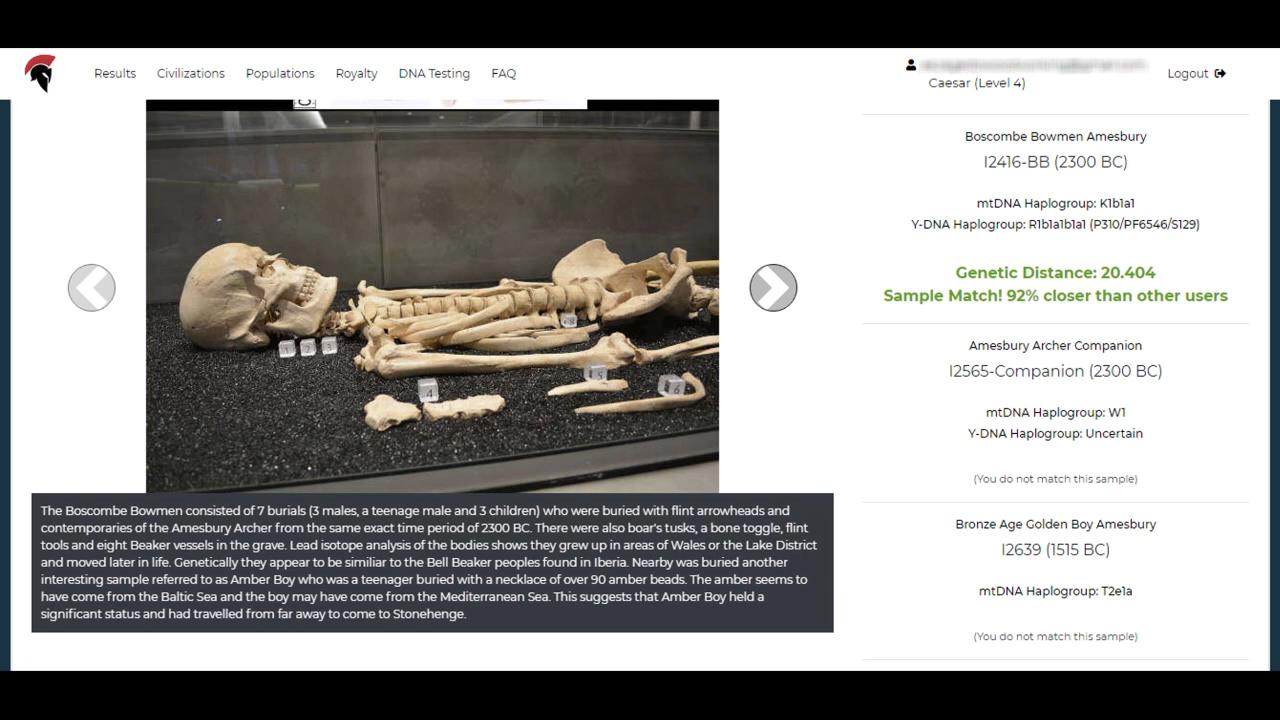 Results Civilizations Populations Royalty DNA Testing FAQ
Caesar (Level 4)
Logout
1 2 3
4
5
6
The Boscombe Bowmen consisted of 7 burials (3 males, a teenage male and 3 children) who were buried with flint arrowheads and
contemporaries of the Amesbury Archer from the same exact time period of 2300 BC. There were also boar's tusks, a bone toggle, flint
tools and eight Beaker vessels in the grave. Lead isotope analysis of the bodies shows they grew up in areas of Wales or the Lake District
and moved later in life. Genetically they appear to be similiar to the Bell Beaker peoples found in Iberia. Nearby was buried another
interesting sample referred to as Amber Boy who was a teenager buried with a necklace of over 90 amber beads. The amber seems to
have come from the Baltic Sea and the boy may have come from the Mediterranean Sea. This suggests that Amber Boy held a
significant status and had travelled from far away to come to Stonehenge.
Boscombe Bowmen Amesbury
I2416-BB (2300 BC)
mtDNA Haplogroup: K1b1a1
Y-DNA Haplogroup: R1b1a1b1a1 (P310/PF6546/S129)
Genetic Distance: 20.404
Sample Match! 92% closer than other users
Amesbury Archer Companion
I2565-Companion (2300 BC)
mtDNA Haplogroup: W1
Y-DNA Haplogroup: Uncertain
(You do not match this sample)
Bronze Age Golden Boy Amesbury
I2639 (1515 BC)
mtDNA Haplogroup: T2e1a
(You do not match this sample)